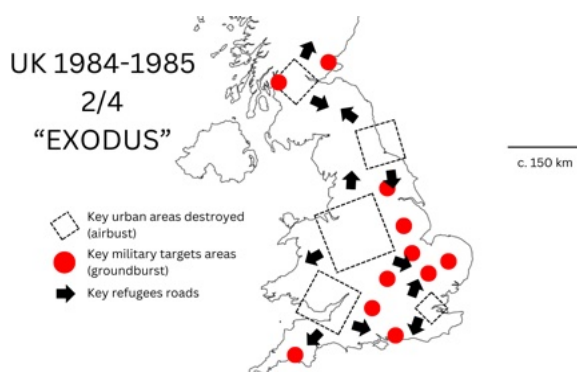 UK 1984-1985
2/4
“EXODUS”
c. 150 km
Key urban areas destroyed
(airbust)
Key military targets areas
(groundburst)
Key refugees roads